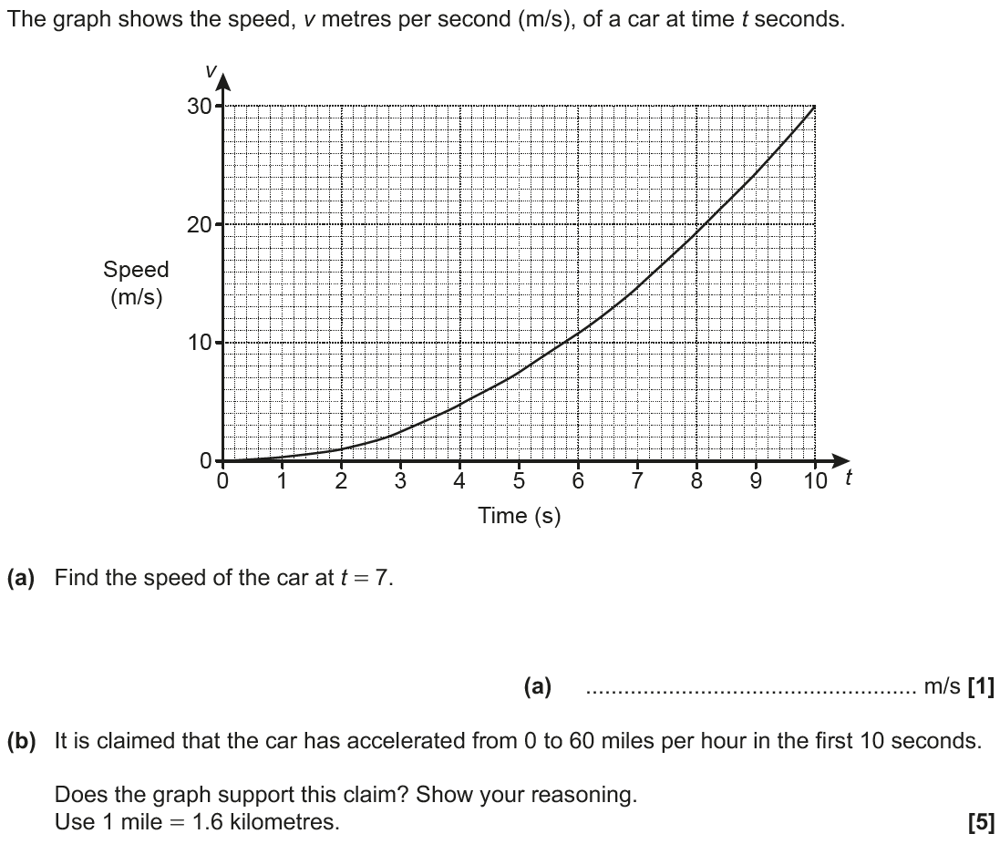 The graph shows the speed, v metres per second (m/s), of a car at time t seconds.
v
30
20
Speed
(m/s)
10
0
0 1 2 3 4 5 6 7 8 9 10 t
Time (s)
(a) Find the speed of the car at t = 7.
(a) .................................................... m/s [1]
(b) It is claimed that the car has accelerated from 0 to 60 miles per hour in the first 10 seconds.
Does the graph support this claim? Show your reasoning.
Use 1 mile = 1.6 kilometres. [5]